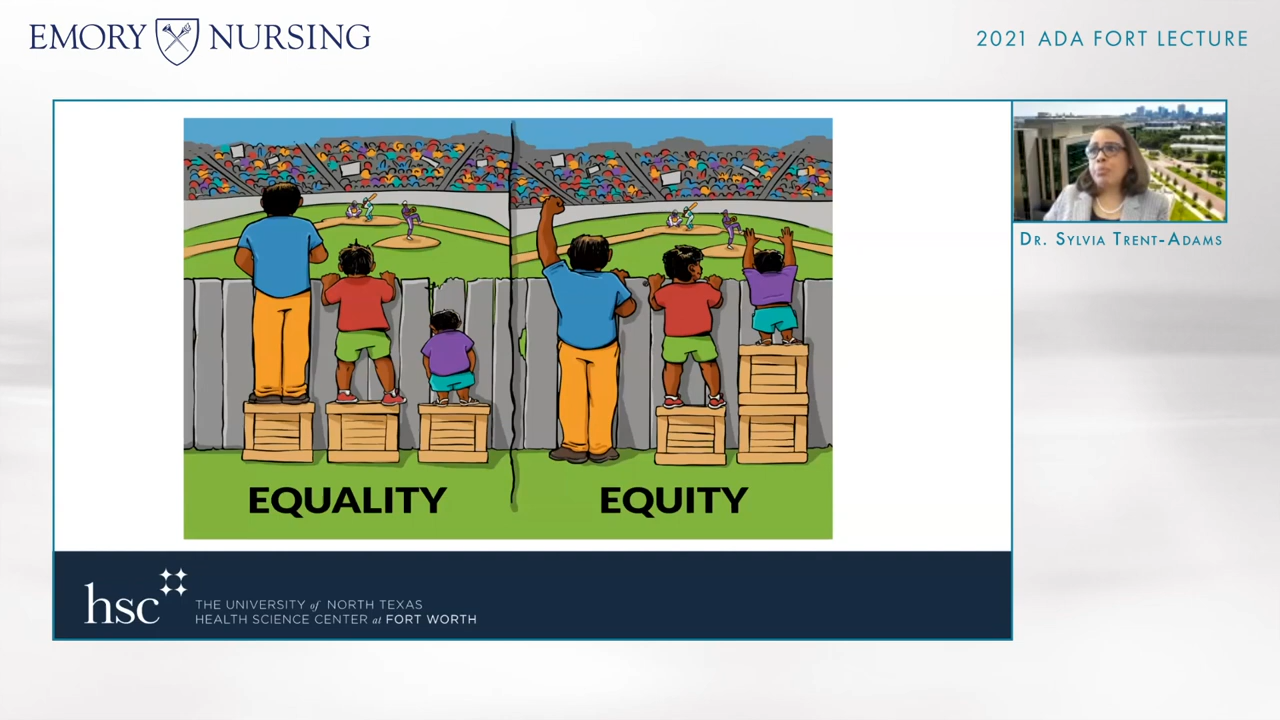 EMORY NURSING
2021 ADA FORT LECTURE
DR. SYLVIA TRENT-ADAMS
EQUALITY
EQUITY
hsc
THE UNIVERSITY of NORTH TEXAS
HEALTH SCIENCE CENTER at FORT WORTH